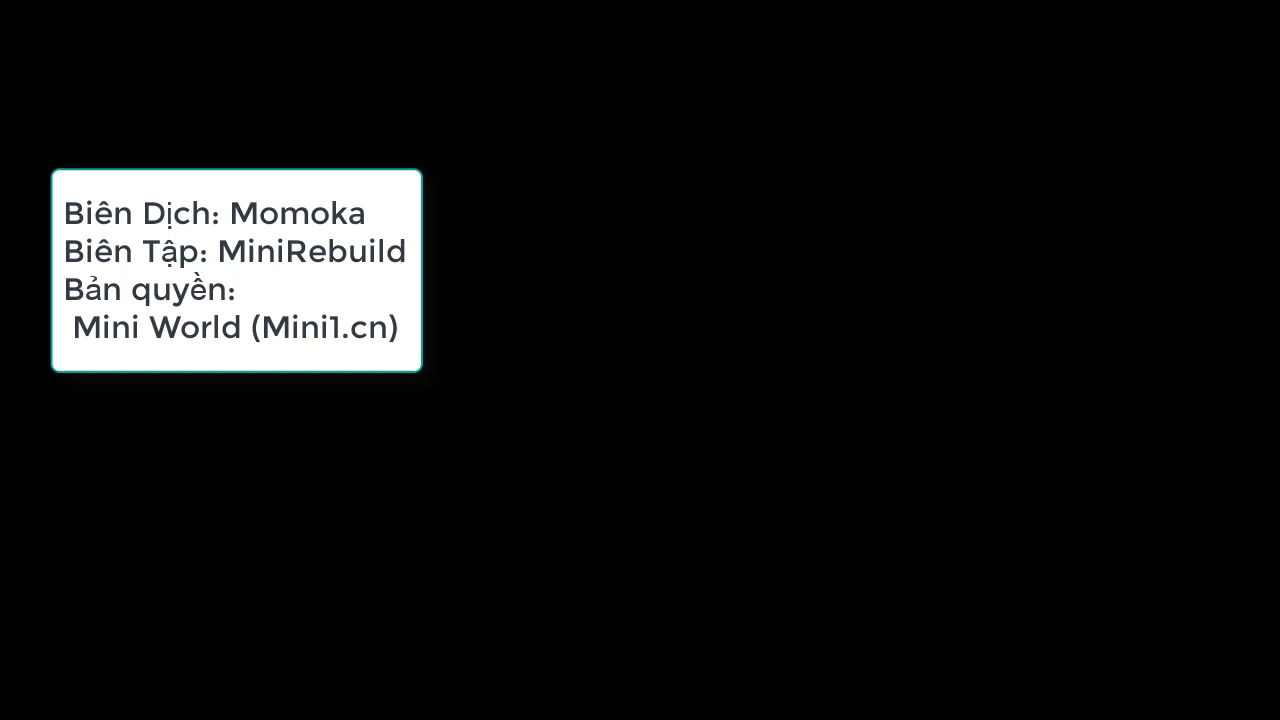 Biên Dịch: Momoka
Biên Tập: MiniRebuild
Bản quyền:
Mini World (Mini1.cn)